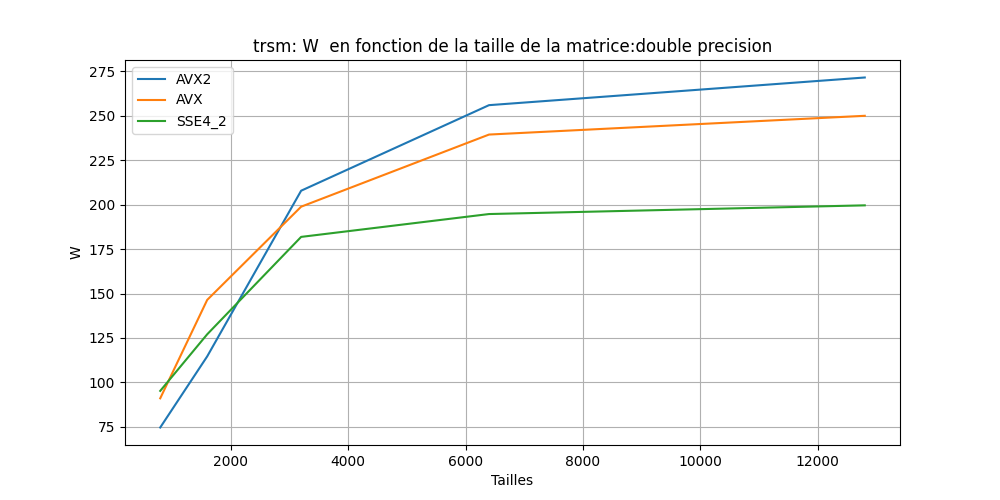 trsm: W  en fonction de la taille de la matrice:double precision
AVX2
AVX
SSE4_2
275
250
225
200
175
150
125
100
75
W
2000 4000 6000 8000 10000 12000
Tailles